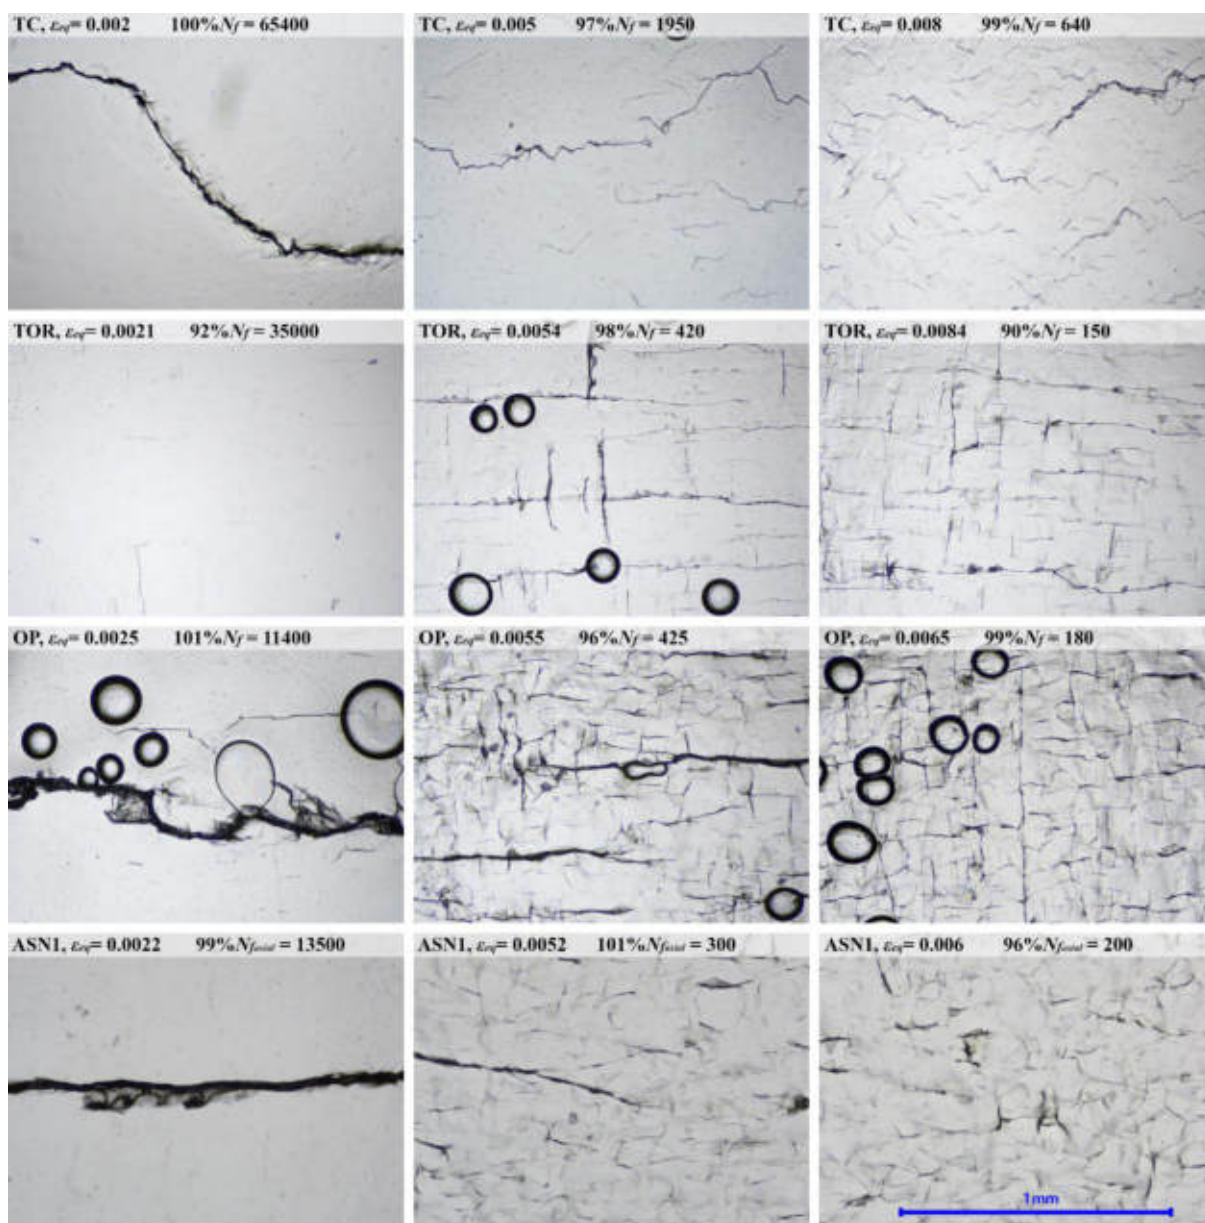 TC, εeq= 0.002 100%Nf = 65400
TC, εeq= 0.005 97%Nf = 1950
TC, εeq= 0.008 99%Nf = 640
TOR, εeq= 0.0021 92%Nf = 35000
TOR, εeq= 0.0054 98%Nf = 420
TOR, εeq= 0.0084 90%Nf = 150
OP, εeq= 0.0025 101%Nf = 11400
OP, εeq= 0.0055 96%Nf = 425
OP, εeq= 0.0065 99%Nf = 180
ASN1, εeq= 0.0022 99%Nfaxial = 13500
ASN1, εeq= 0.0052 101%Nfaxial = 300
ASN1, εeq= 0.006 96%Nfaxial = 200
1mm